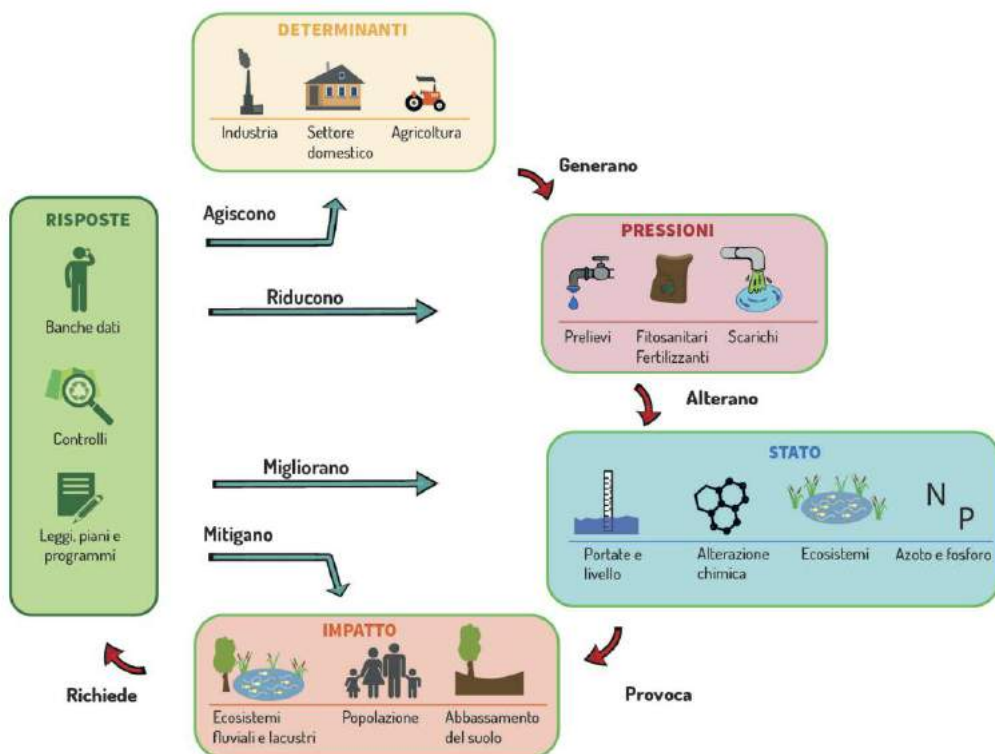 DETERMINANTI
Industria
Settore
domestico
Agricoltura
Generano
RISPOSTE
Banche dati
Controlli
Leggi, piani e
programmi
Agiscono
Riducono
PRESSIONI
Prelievi
Fitosanitari
Fertilizzanti
Scarichi
Alterano
Migliorano
Mitigano
STATO
N
P
Portate e
livello
Alterazione
chimica
Ecosistemi
Azoto e fosforo
IMPATTO
Ecosistemi
fluviali e lacustri
Popolazione
Abbassamento
del suolo
Provoca
Richiede